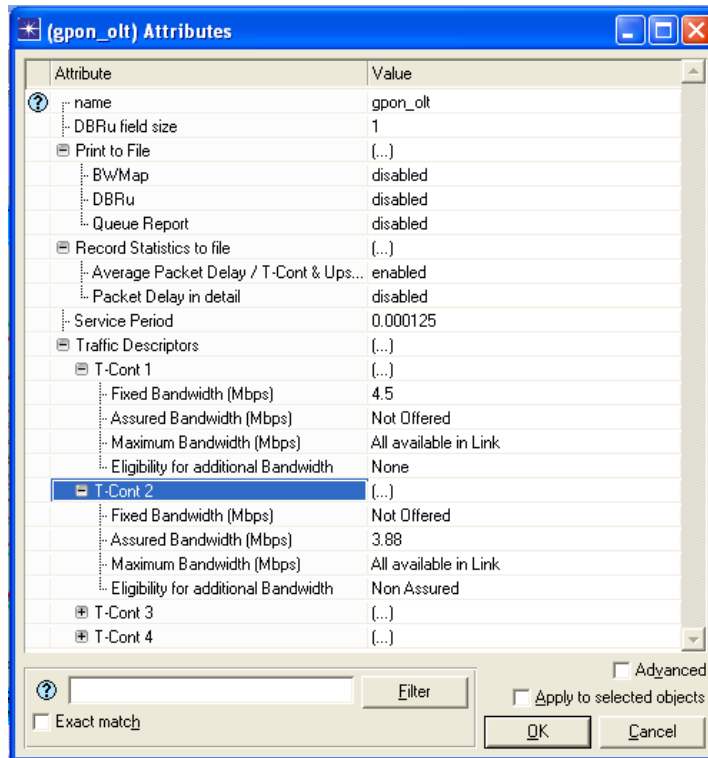 (gpon_olt) Attributes
Attribute Value
name gpon_olt
DBRu field size 1
Print to File (...)
BWMap disabled
DBRu disabled
Queue Report disabled
Record Statistics to file (...)
Average Packet Delay / T-Cont & Ups... enabled
Packet Delay in detail disabled
Service Period 0.000125
Traffic Descriptors (...)
T-Cont 1 (...)
Fixed Bandwidth (Mbps) 4.5
Assured Bandwidth (Mbps) Not Offered
Maximum Bandwidth (Mbps) All available in Link
Eligibility for additional Bandwidth None
T-Cont 2 (...)
Fixed Bandwidth (Mbps) Not Offered
Assured Bandwidth (Mbps) 3.88
Maximum Bandwidth (Mbps) All available in Link
Eligibility for additional Bandwidth Non Assured
T-Cont 3 (...)
T-Cont 4 (...)
Advanced
Filter
Apply to selected objects
Exact match
OK Cancel